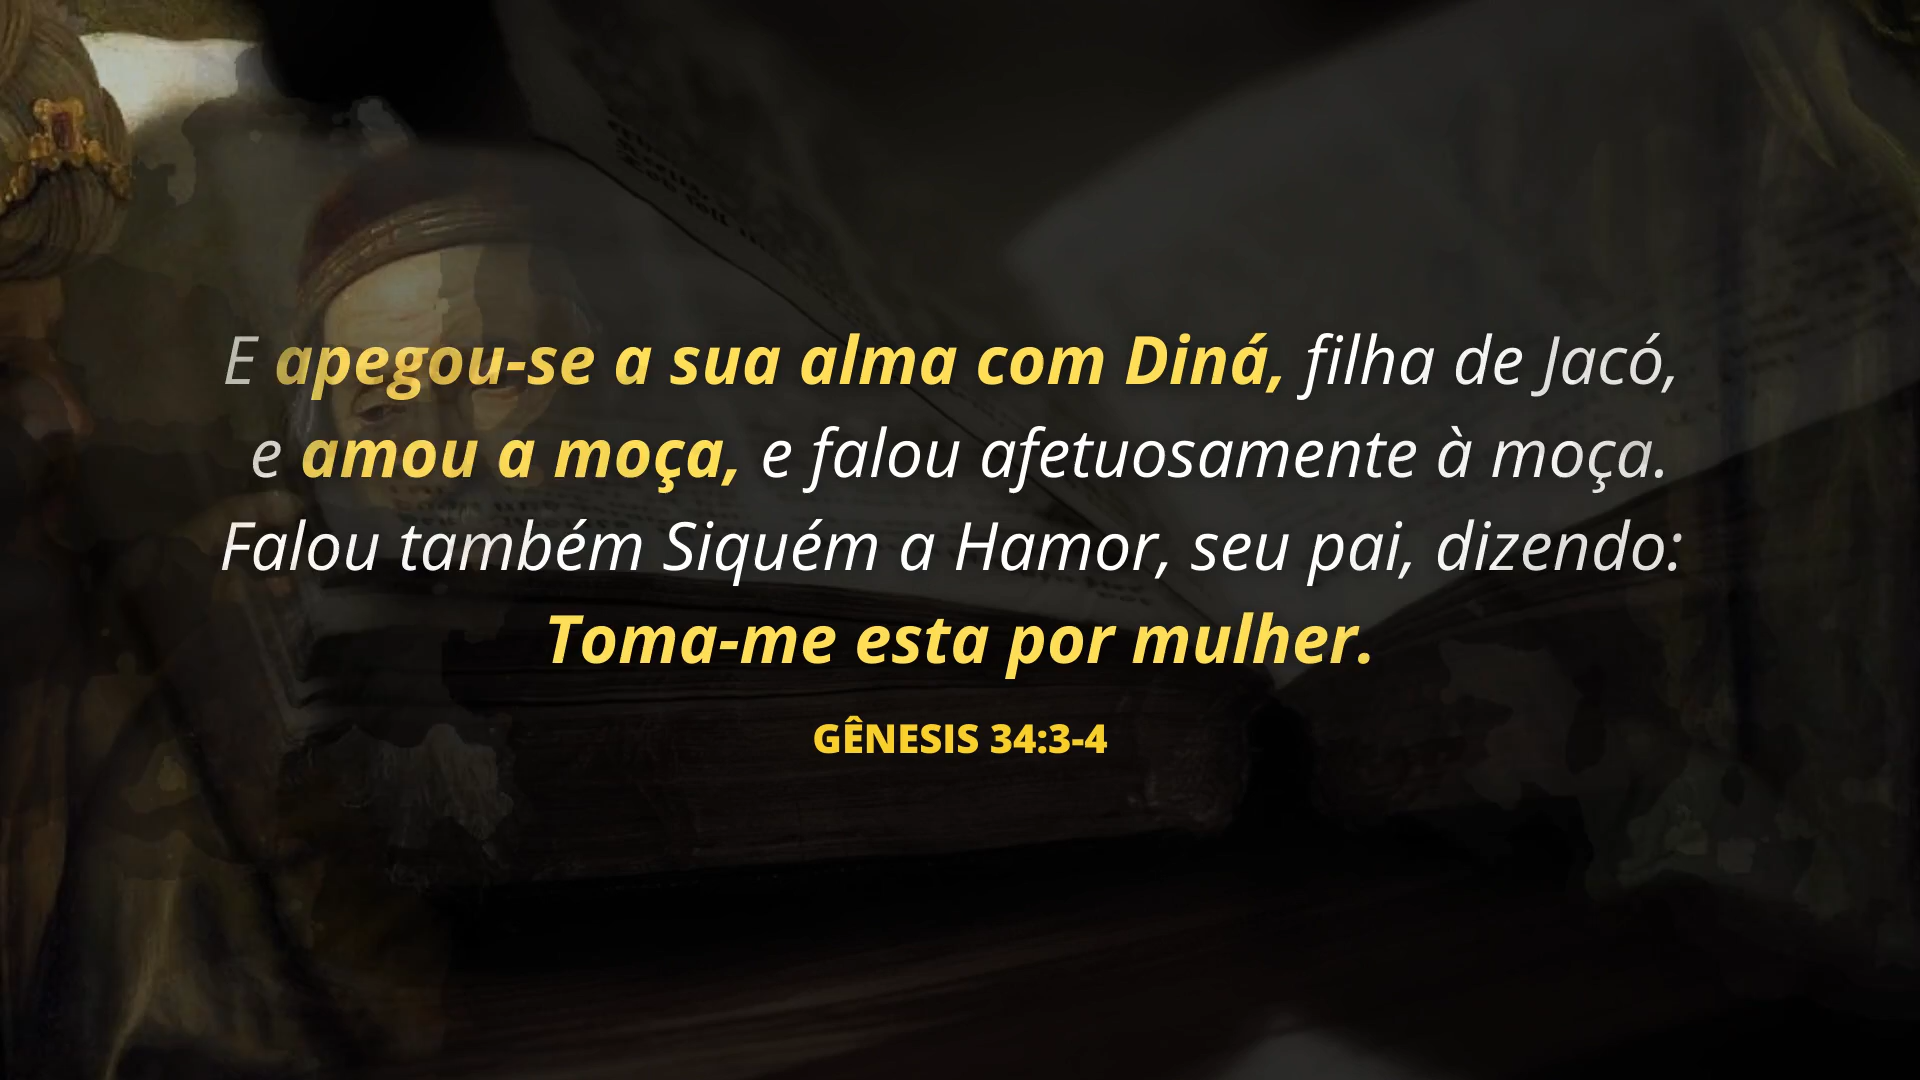 E apegou-se a sua alma com Diná, filha de Jacó,
e amou a moça, e falou afetuosamente à moça.
Falou também Siquém a Hamor, seu pai, dizendo:
Toma-me esta por mulher.
GÊNESIS 34:3-4